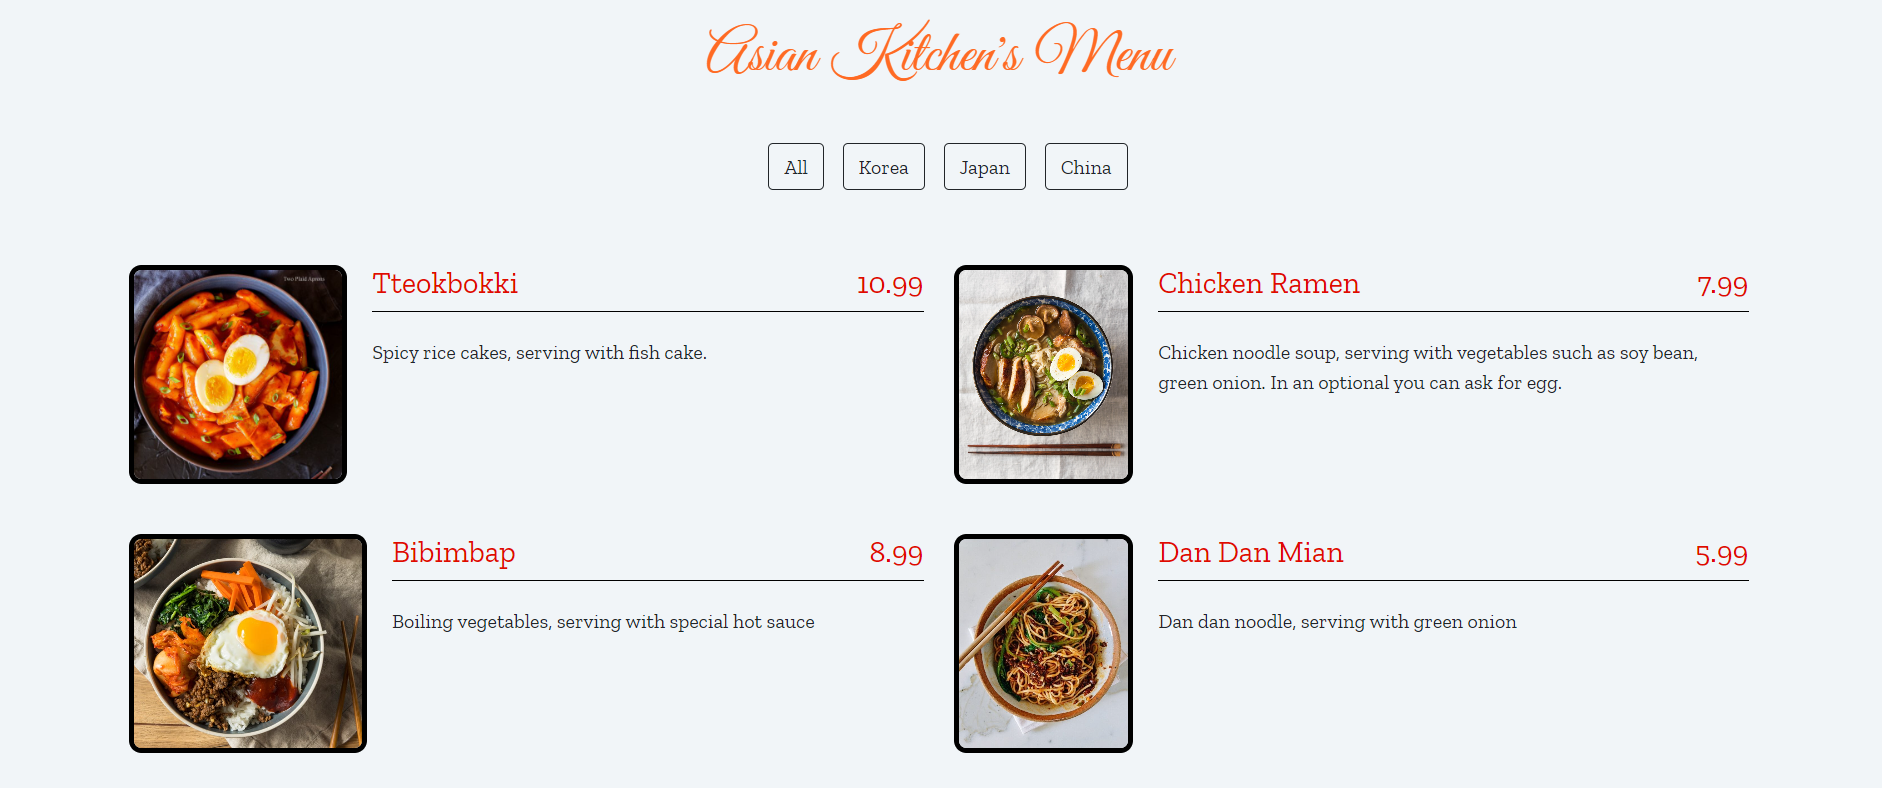 Asian Kitchen's Menu
All
Korea
Japan
China
Two Plaid Aprons
Tteokbokki 10.99
Spicy rice cakes, serving with fish cake.
Chicken Ramen 7.99
Chicken noodle soup, serving with vegetables such as soy bean,
green onion. In an optional you can ask for egg.
Bibimbap 8.99
Boiling vegetables, serving with special hot sauce
Dan Dan Mian 5.99
Dan dan noodle, serving with green onion